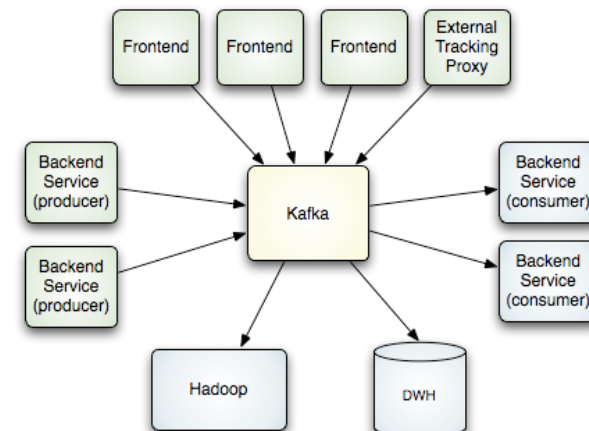 Frontend
Frontend
Frontend
External
Tracking
Proxy
Backend
Service
(producer)
Kafka
Backend
Service
(consumer)
Backend
Service
(producer)
Backend
Service
(consumer)
Hadoop
DWH